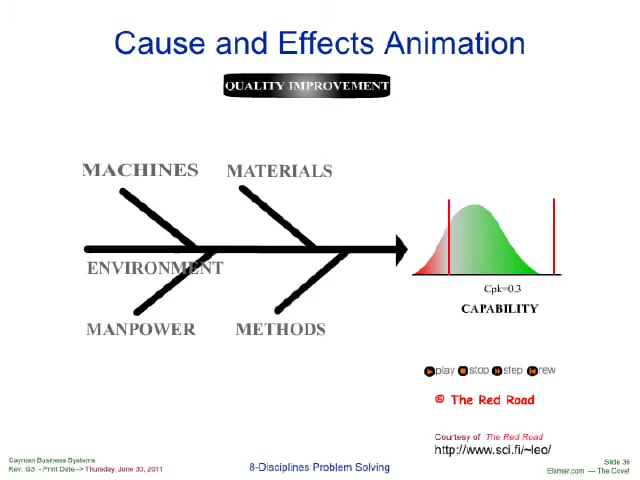 Cause and Effects Animation
QUALITY IMPROVEMENT
MACHINES
MATERIALS
ENVIRONMENT
MANPOWER
METHODS
Cpk=0.3
CAPABILITY
play stop step rew
© The Red Road
Courtesy of The Red Road
http://www.sci.fi/~leo/
Cayman Business Systems
Rev: G3 - Print Date -> Thursday, June 30, 2011
8-Disciplines Problem Solving
Elsmar.com — The Cove!